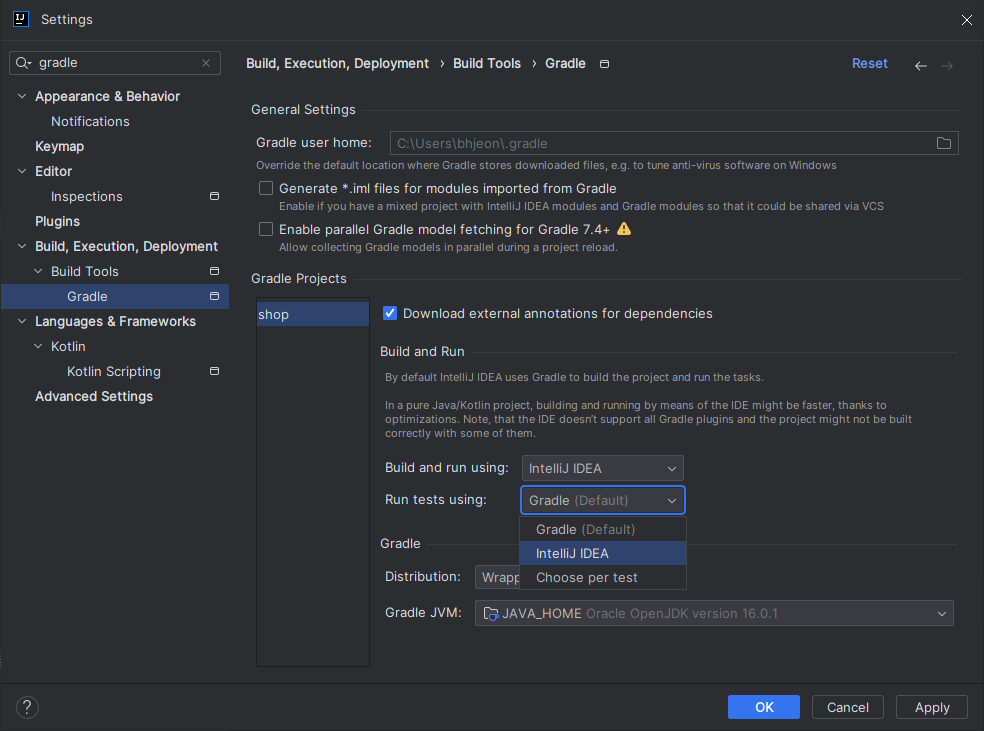 Settings
gradle
Build, Execution, Deployment › Build Tools › Gradle
Reset
Appearance & Behavior
Notifications
Keymap
Editor
Inspections
Plugins
Build, Execution, Deployment
Build Tools
Gradle
Languages & Frameworks
Kotlin
Kotlin Scripting
Advanced Settings
General Settings
Gradle user home:
C:\Users\bhjeon\.gradle
Override the default location where Gradle stores downloaded files, e.g. to tune anti-virus software on Windows
Generate *.iml files for modules imported from Gradle
Enable if you have a mixed project with IntelliJ IDEA modules and Gradle modules so that it could be shared via VCS
Enable parallel Gradle model fetching for Gradle 7.4+
Allow collecting Gradle models in parallel during a project reload.
Gradle Projects
shop
Download external annotations for dependencies
Build and Run
By default IntelliJ IDEA uses Gradle to build the project and run the tasks.
In a pure Java/Kotlin project, building and running by means of the IDE might be faster, thanks to
optimizations. Note, that the IDE doesn't support all Gradle plugins and the project might not be built
correctly with some of them.
Build and run using:
IntelliJ IDEA
Run tests using:
Gradle (Default)
Gradle (Default)
IntelliJ IDEA
Choose per test
Gradle
Distribution:
Wrapp
Gradle JVM:
JAVA_HOME Oracle OpenJDK version 16.0.1
?
OK
Cancel
Apply